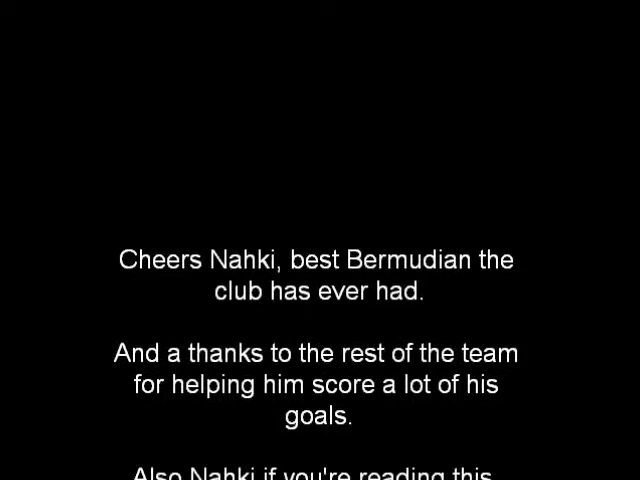 Cheers Nahki, best Bermudian the
club has ever had.
And a thanks to the rest of the team
for helping him score a lot of his
goals.
Also Nahki if you're reading this